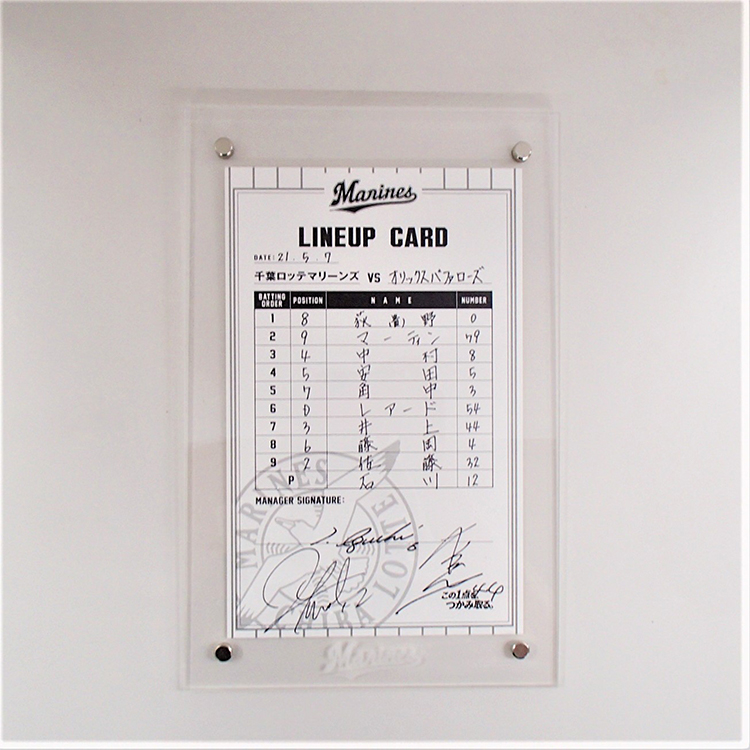 Marines
LINEUP CARD
DATE: 21. 5. 7
千葉ロッテマリーンズ VS オリックスバファローズ
BATTING ORDER POSITION NAME NUMBER
1 8 荻貴野 0
2 9 マーティン 79
3 4 中村 8
4 5 安田 5
5 7 角中 3
6 D レアード 54
7 3 井上 44
8 6 藤岡 4
9 2 佐藤 32
P 石川 12
MANAGER SIGNATURE:
MARINES
LOTTE
この1点を、
つかみ取る。
44
12
Marines